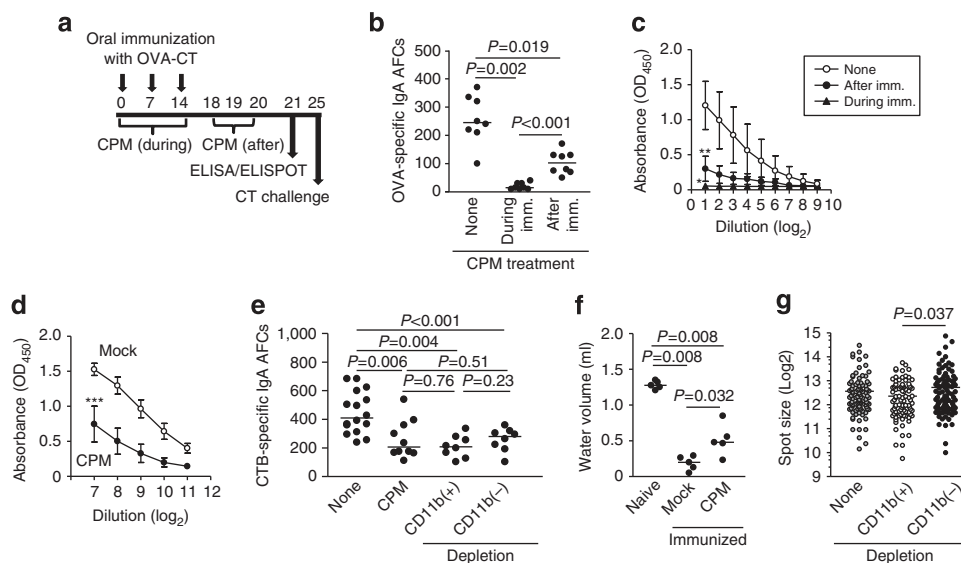 a
Oral immunization
with OVA-CT
0 7 14 18 19 20 21 25
CPM (during) CPM (after)
ELISA/ELISPOT
CT challenge
b
OVA-specific IgA AFCs
500
400
300
200
100
0
P=0.019
P=0.002
P<0.001
None
During imm.
After imm.
CPM treatment
c
Absorbance (OD450)
2.0
1.5
1.0
0.5
0
**
*
None
After imm.
During imm.
0 1 2 3 4 5 6 7 8 9 10
Dilution (log2)
d
Absorbance (OD450)
2.0
1.5
1.0
0.5
0
Mock
***
CPM
7 8 9 10 11 12
Dilution (log2)
e
CTB-specific IgA AFCs
1,000
800
600
400
200
0
P<0.001
P=0.004
P=0.006 P=0.51
P=0.76 P=0.23
None
CPM
CD11b(+)
CD11b(−)
Depletion
f
Water volume (ml)
2.0
1.5
1.0
0.5
0
P=0.008
P=0.008
P=0.032
Naive
Mock
CPM
Immunized
g
Spot size (Log2)
15
14
13
12
11
10
9
P=0.037
None
CD11b(+)
CD11b(−)
Depletion